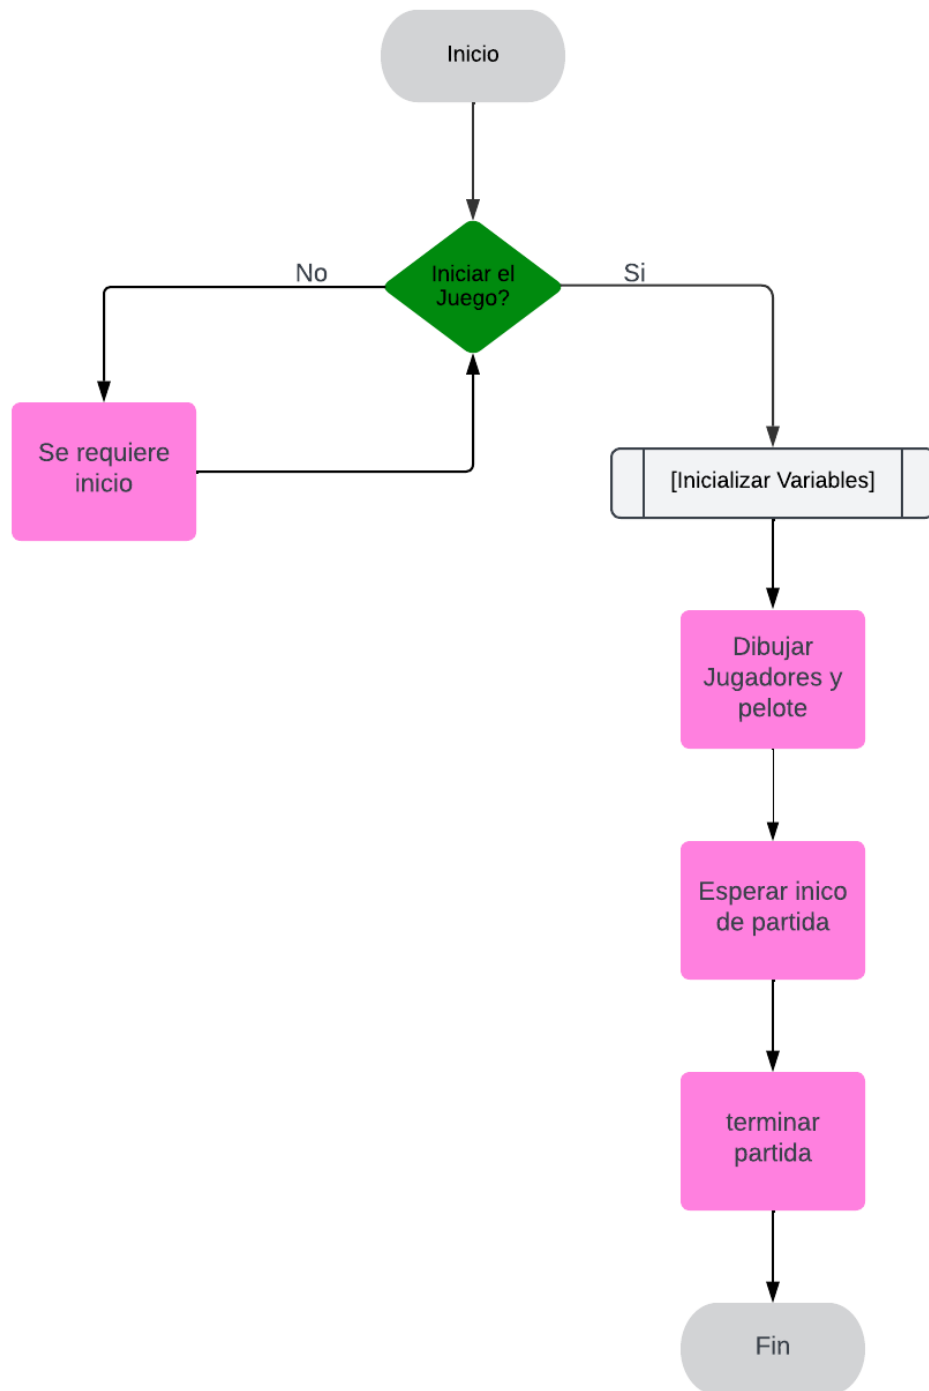 Inicio
Iniciar el
Juego?
No
Si
Se requiere
inicio
[Inicializar Variables]
Dibujar
Jugadores y
pelote
Esperar inico
de partida
terminar
partida
Fin